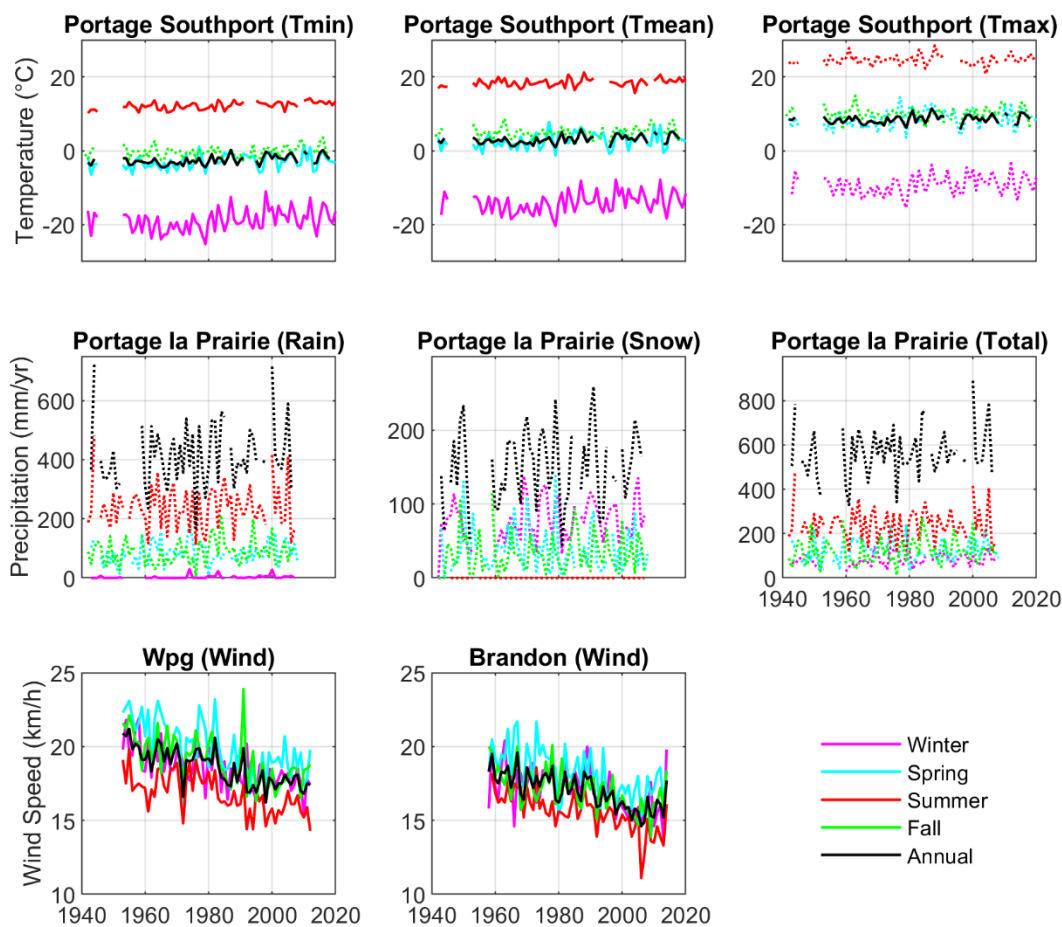 Portage Southport (Tmin)
Portage Southport (Tmean)
Portage Southport (Tmax)
Temperature (°C)
20
0
-20
20
0
-20
20
0
-20
Portage la Prairie (Rain)
Portage la Prairie (Snow)
Portage la Prairie (Total)
Precipitation (mm/yr)
600
400
200
0
200
100
0
800
600
400
200
0
1940 1960 1980 2000 2020
Wpg (Wind)
Brandon (Wind)
Wind Speed (km/h)
25
20
15
10
1940 1960 1980 2000 2020
25
20
15
10
1940 1960 1980 2000 2020
Winter
Spring
Summer
Fall
Annual